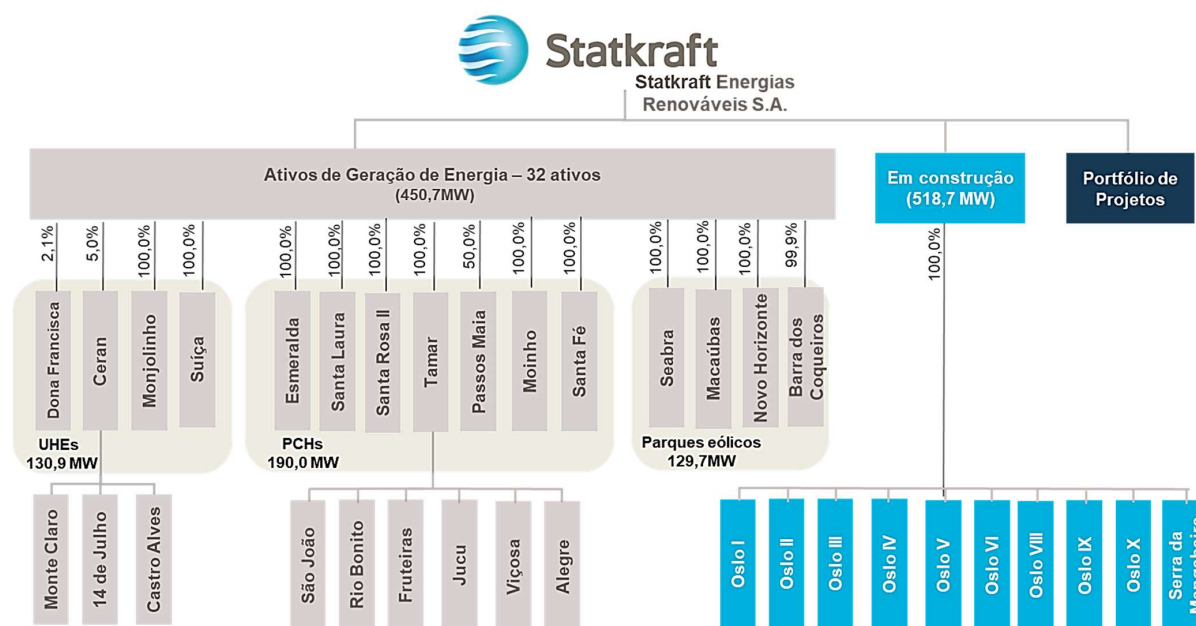 Statkraft
Statkraft Energias
Renováveis S.A.
Ativos de Geração de Energia – 32 ativos
(450,7MW)
Em construção
(518,7 MW)
Portfólio de
Projetos
2,1%
5,0%
100,0%
100,0%
100,0%
100,0%
100,0%
100,0%
50,0%
100,0%
100,0%
100,0%
100,0%
100,0%
99,9%
100,0%
Dona Francisca
Ceran
Monjolinho
Suíça
Esmeralda
Santa Laura
Santa Rosa II
Tamar
Passos Maia
Moinho
Santa Fé
Seabra
Macaúbas
Novo Horizonte
Barra dos
Coqueiros
UHEs
130,9 MW
PCHs
190,0 MW
Parques eólicos
129,7MW
Monte Claro
14 de Julho
Castro Alves
São João
Rio Bonito
Fruteiras
Jucu
Viçosa
Alegre
Oslo I
Oslo II
Oslo III
Oslo IV
Oslo V
Oslo VI
Oslo VIII
Oslo IX
Oslo X
Serra da